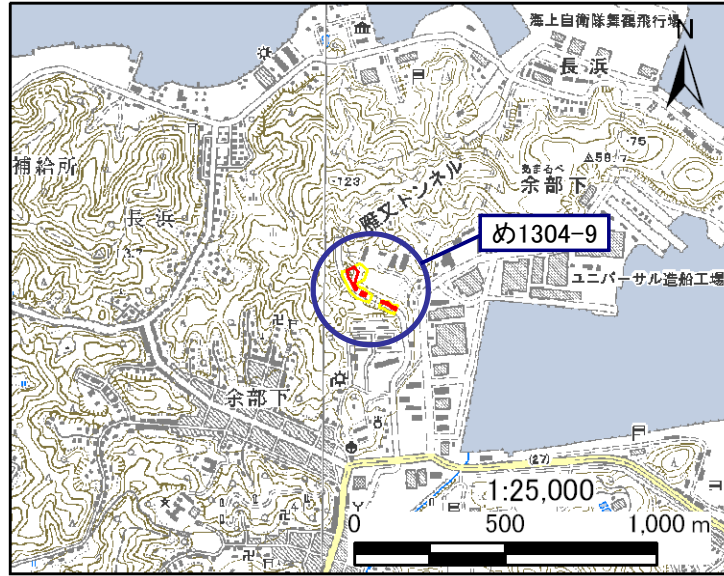 海上自衛隊舞鶴飛行場
N
長浜
75
58.7
補給所
あまるべ
余部下
123
長浜
雁又トンネル
め1304-9
ユニバーサル造船工場
余部下
(27)
1:25,000
0 500 1,000 m